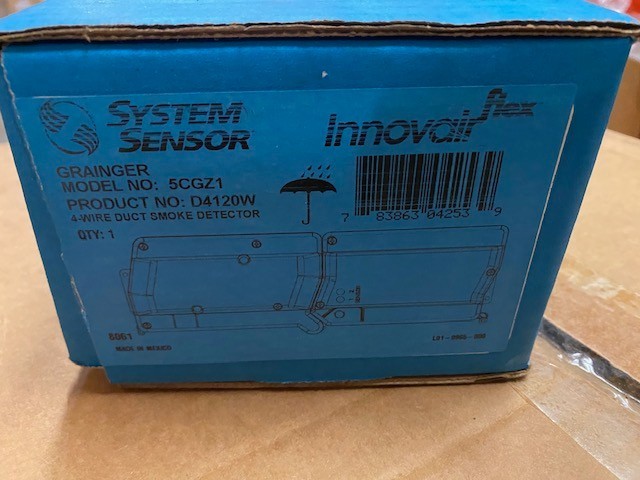 SYSTEM
SENSOR
Innovair flex
GRAINGER
MODEL NO: 5CGZ1
PRODUCT NO: D4120W
4-WIRE DUCT SMOKE DETECTOR
QTY: 1
7 83863 04253 9
8061
MADE IN MEXICO